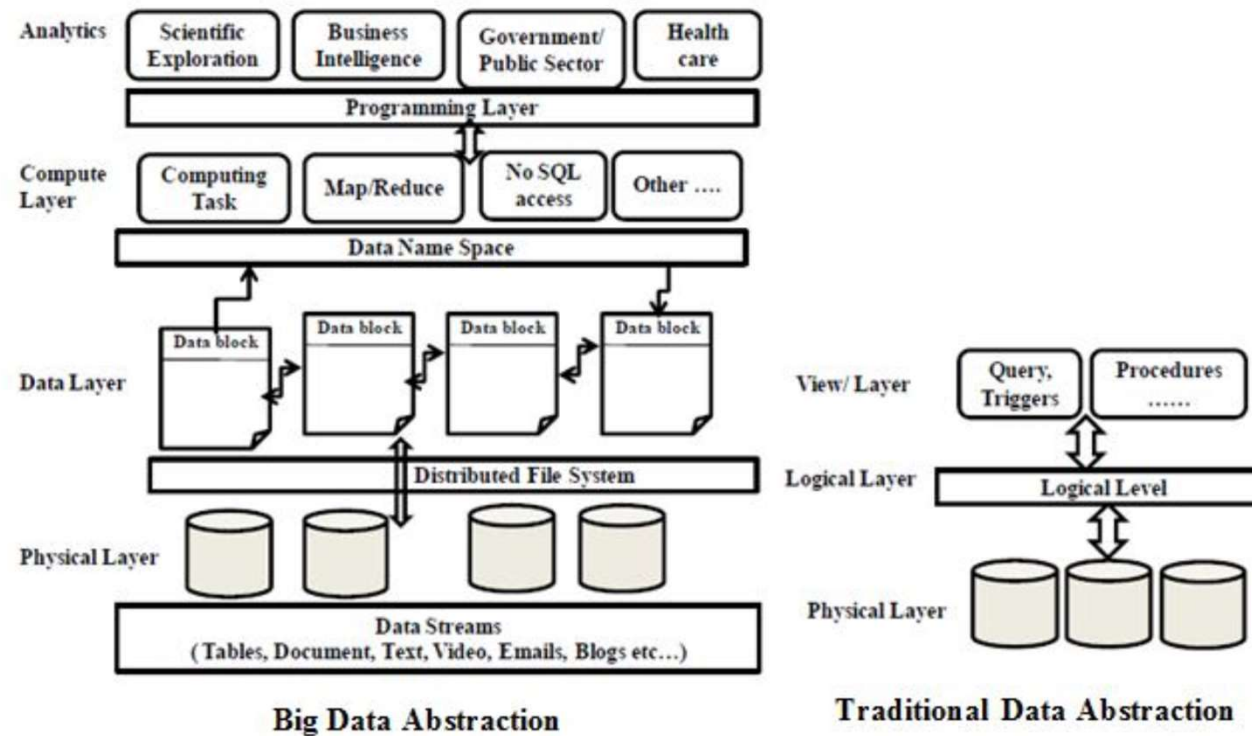 Analytics
Scientific
Exploration
Business
Intelligence
Government/
Public Sector
Health
care
Programming Layer
Compute
Layer
Computing
Task
Map/Reduce
No SQL
access
Other ....
Data Name Space
Data Layer
Data block
Data block
Data block
Data block
Distributed File System
Physical Layer
Data Streams
( Tables, Document, Text, Video, Emails, Blogs etc...)
Big Data Abstraction
View/ Layer
Query,
Triggers
Procedures
......
Logical Layer
Logical Level
Physical Layer
Traditional Data Abstraction